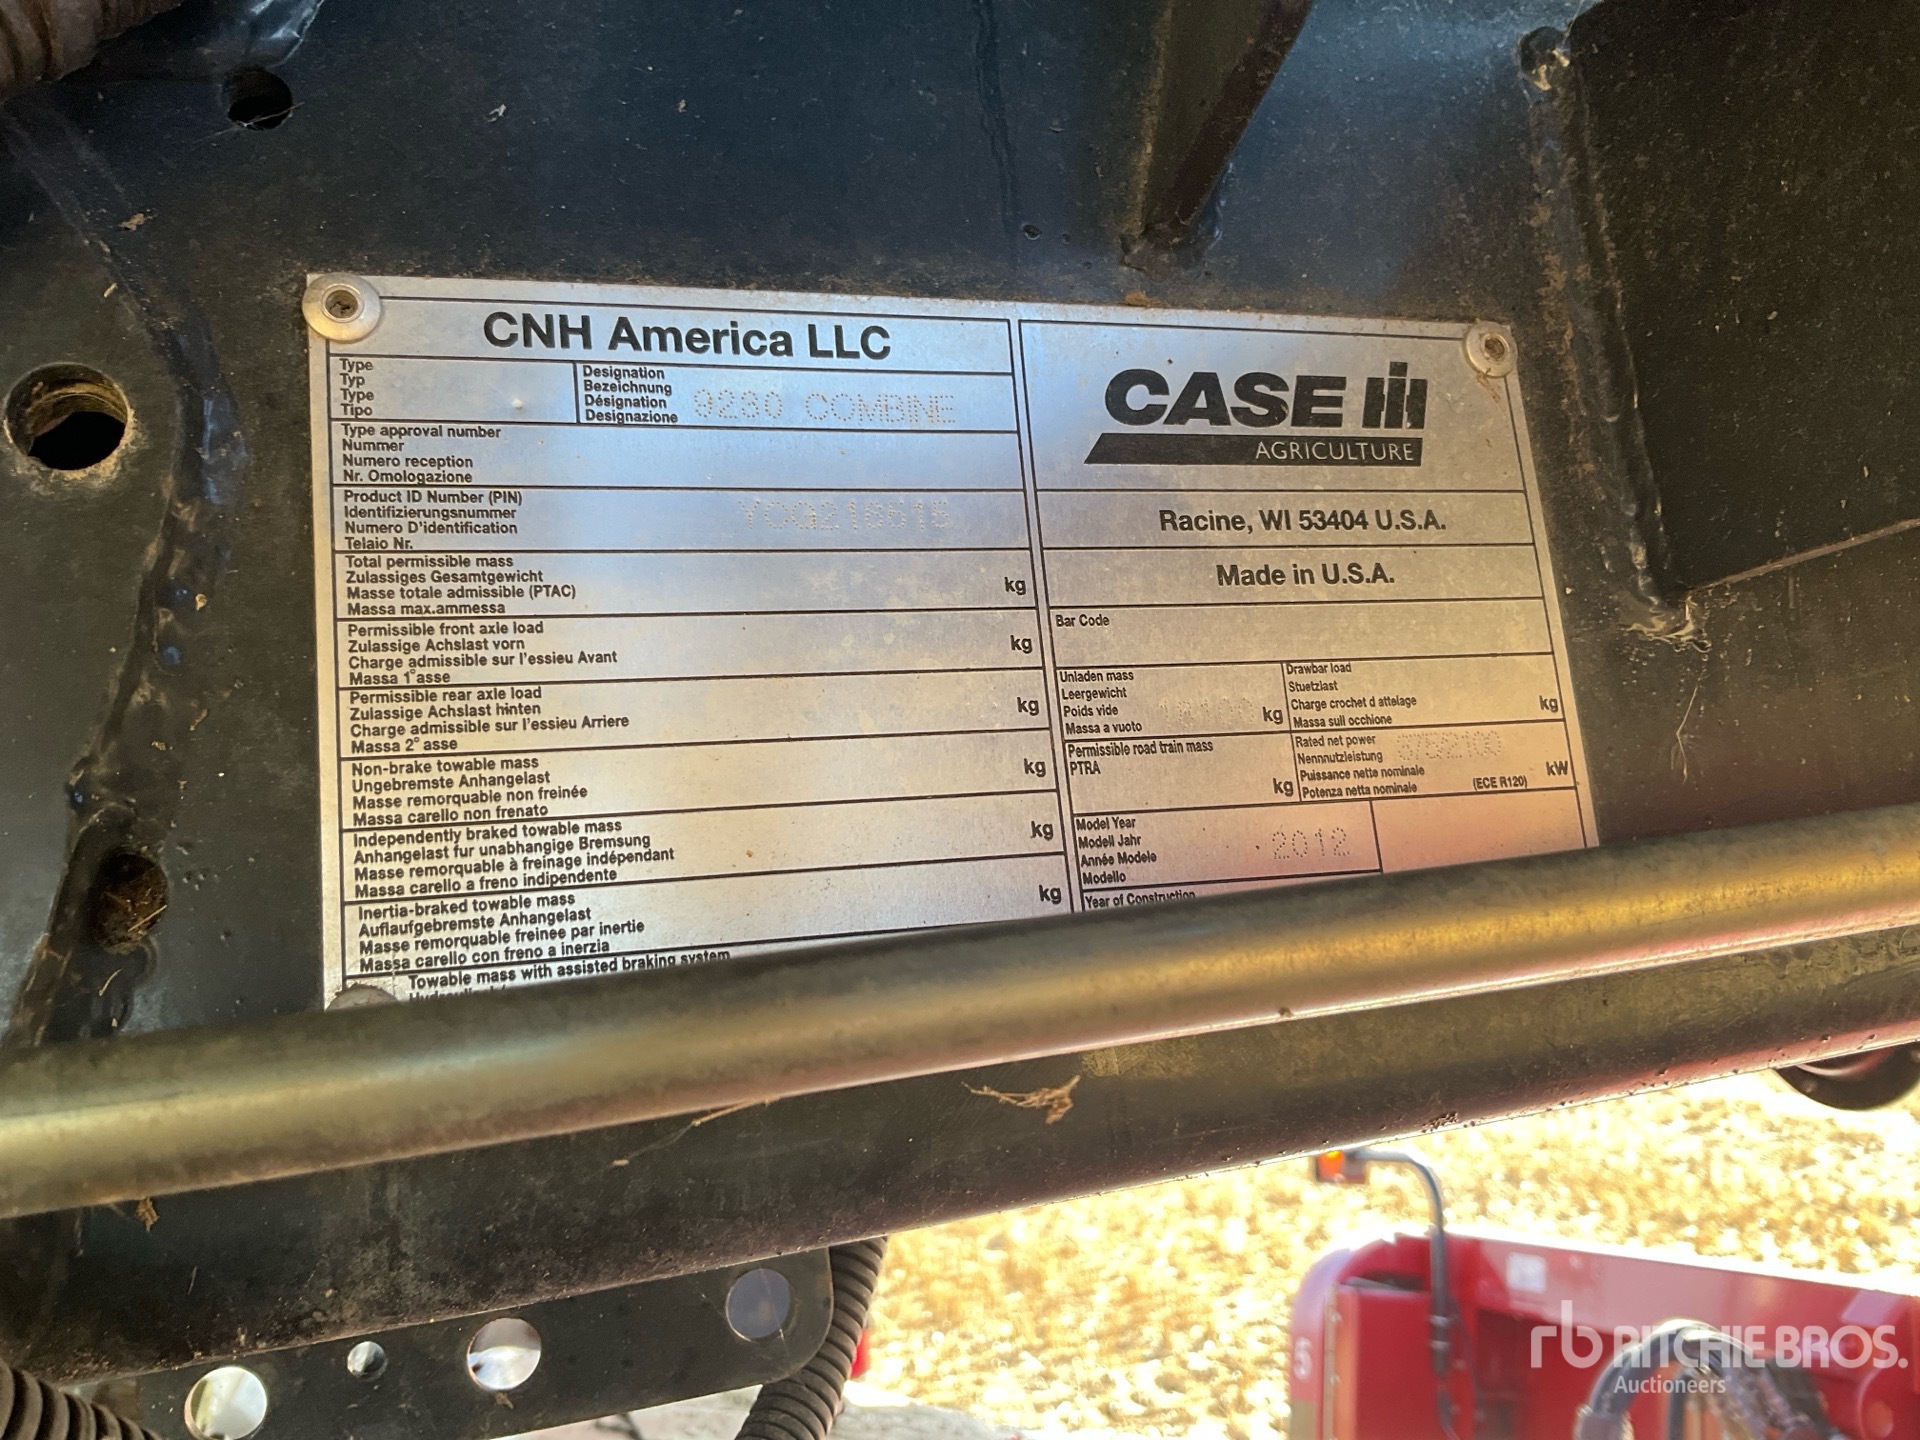 CNH America LLC
Type
Typ
Type
Tipo
Designation
Bezeichnung
Désignation
Designazione
9230 COMBINE
Type approval number
Nummer
Numero reception
Nr. Omologazione
Product ID Number (PIN)
Identifizierungsnummer
Numero D'identification
Telaio Nr.
Total permissible mass
Zulassiges Gesamtgewicht
Masse totale admissible (PTAC)
Massa max.ammessa
kg
Permissible front axle load
Zulassige Achslast vorn
Charge admissible sur l'essieu Avant
Massa 1° asse
kg
Permissible rear axle load
Zulassige Achslast hinten
Charge admissible sur l'essieu Arriere
Massa 2° asse
kg
Non-brake towable mass
Ungebremste Anhangelast
Masse remorquable non freinée
Massa carello non frenato
kg
Independently braked towable mass
Anhangelast fur unabhangige Bremsung
Masse remorquable à freinage indépendant
Massa carello a freno indipendente
kg
Inertia-braked towable mass
Auflaufgebremste Anhangelast
Masse remorquable freinee par inertie
Massa carello con freno a inerzia
kg
Towable mass with assisted braking system
CASE IH
AGRICULTURE
Racine, WI 53404 U.S.A.
Made in U.S.A.
Bar Code
Unladen mass
Leergewicht
Poids vide
Massa a vuoto
kg
Drawbar load
Stuetzlast
Charge crochet d attelage
Massa sull occhione
kg
Permissible road train mass
PTRA
kg
Rated net power
Nennnutzleistung
Puissance nette nominale
Potenza netta nominale
(ECE R120)
kW
Model Year
Modell Jahr
Année Modele
Modello
2012
Year of Construction
5
rb RITCHIE BROS.
Auctioneers